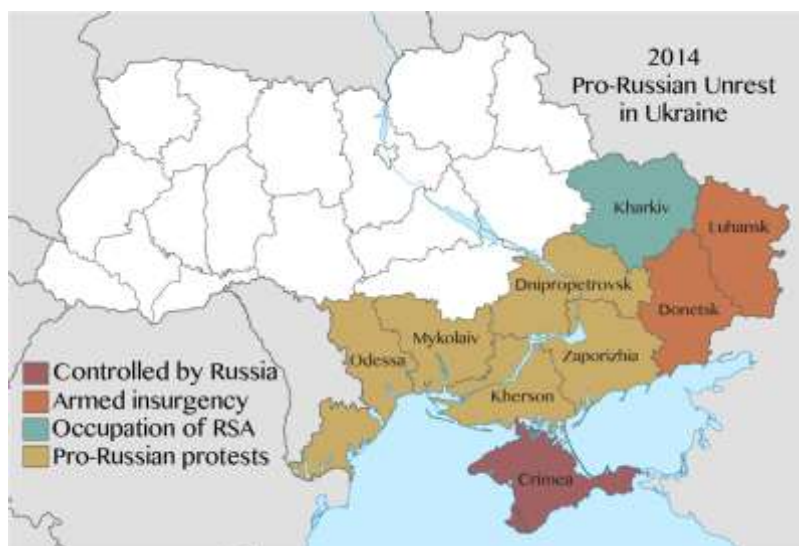 2014
Pro-Russian Unrest
in Ukraine
Kharkiv
Luhansk
Dnipropetrovsk
Donetsk
Mykolaiv
Odessa
Zaporizhia
Kherson
Crimea
Controlled by Russia
Armed insurgency
Occupation of RSA
Pro-Russian protests